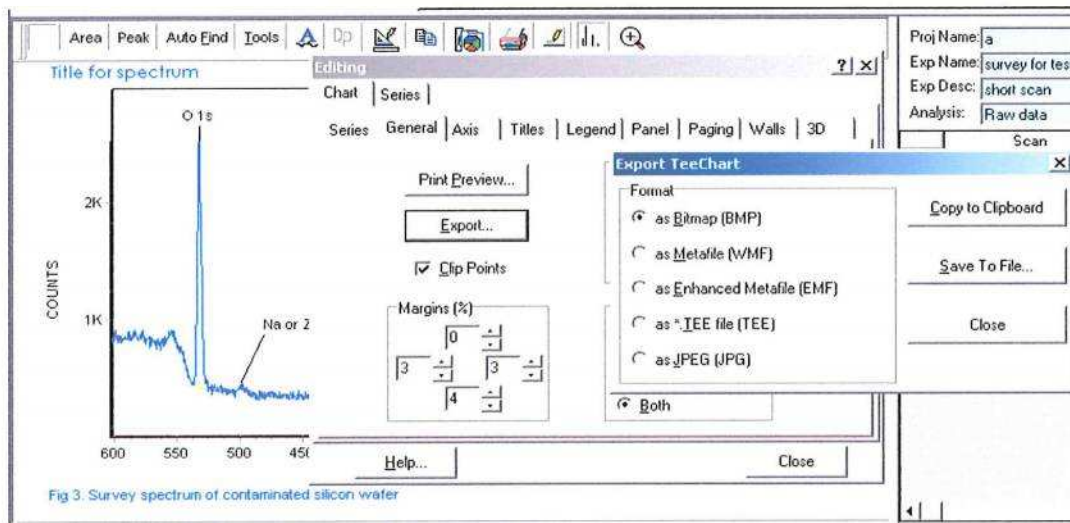 Area Peak Auto Find Tools
Title for spectrum
O 1s
2K
COUNTS
1K
Na or
600 550 500
Fig 3. Survey spectrum of contaminated silicon wafer
Editing
Chart Series
Series General Axis Titles Legend Panel Paging Walls 3D
Print Preview...
Export...
Clip Points
Margins (%)
0
3 3
4
Both
Help... Close
Export TeeChart
Format
as Bitmap (BMP)
as Metafile (WMF)
as Enhanced Metafile (EMF)
as *.TEE file (TEE)
as JPEG (JPG)
Copy to Clipboard
Save To File...
Close
Proj Name: a
Exp Name: survey for tes
Exp Desc: short scan
Analysis: Raw data
Scan